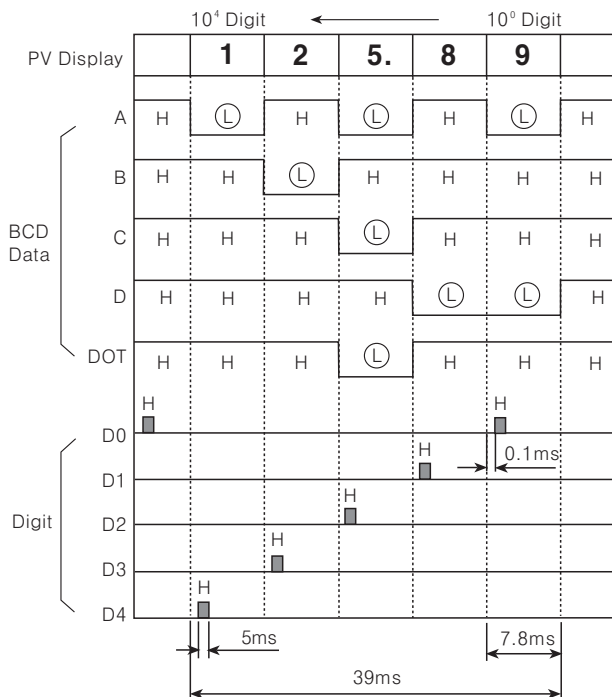 10⁴ Digit 10⁰ Digit
PV Display 1 2 5. 8 9
A H L H L H L H
B H H L H H H H
BCD Data
C H H H L H H H
D H H H H L L H
DOT H H H L H H H
H H
D0
0.1ms
H
D1
Digit
H
D2
H
D3
H
D4
5ms 7.8ms
39ms